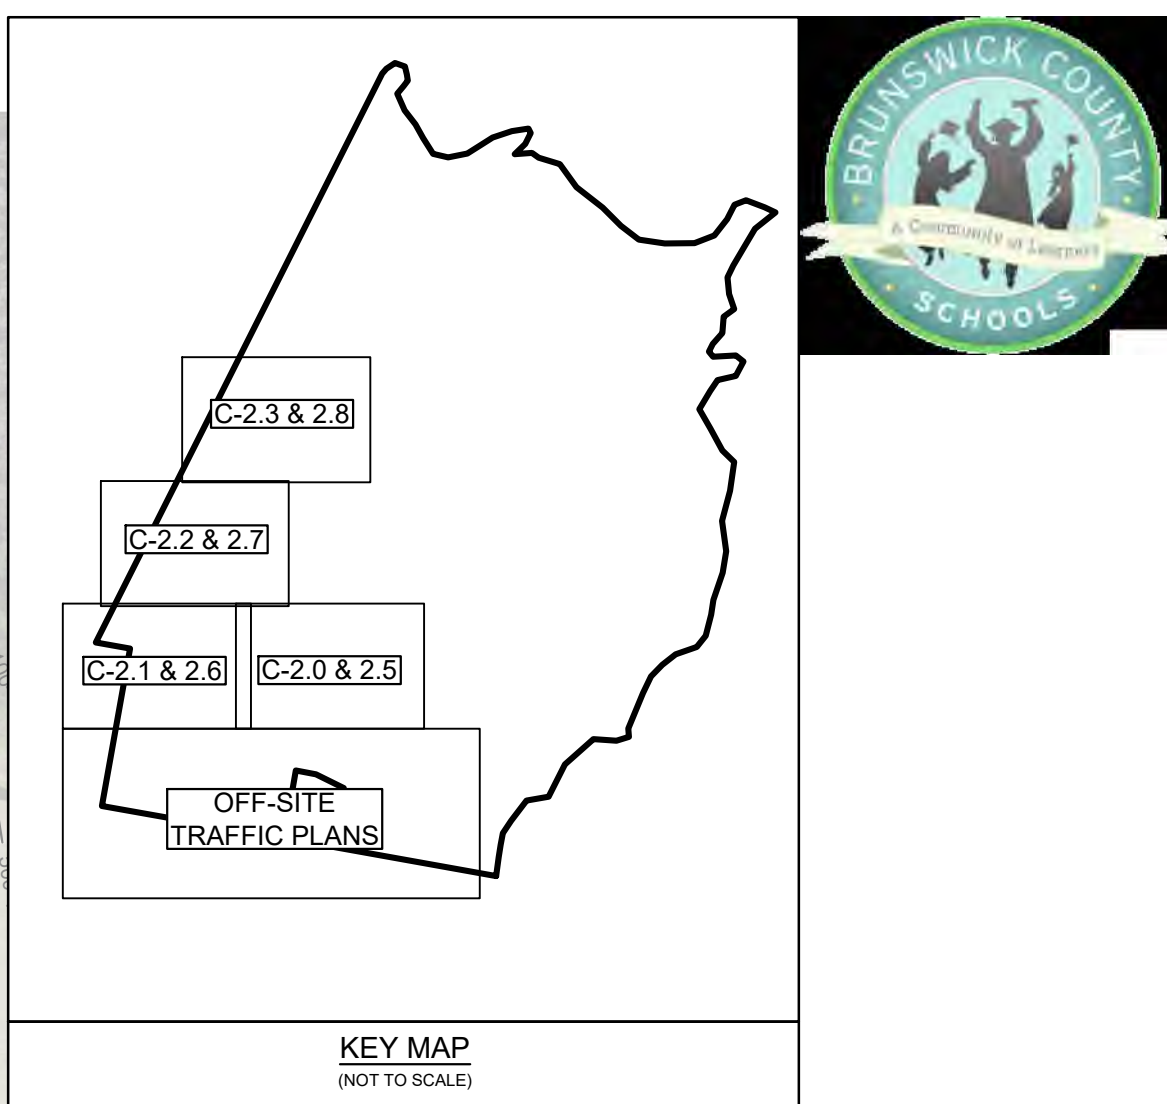 BRUNSWICK COUNTY
A Community of Learners
SCHOOLS
C-2.3 & 2.8
C-2.2 & 2.7
C-2.1 & 2.6
C-2.0 & 2.5
OFF-SITE
TRAFFIC PLANS
KEY MAP
(NOT TO SCALE)